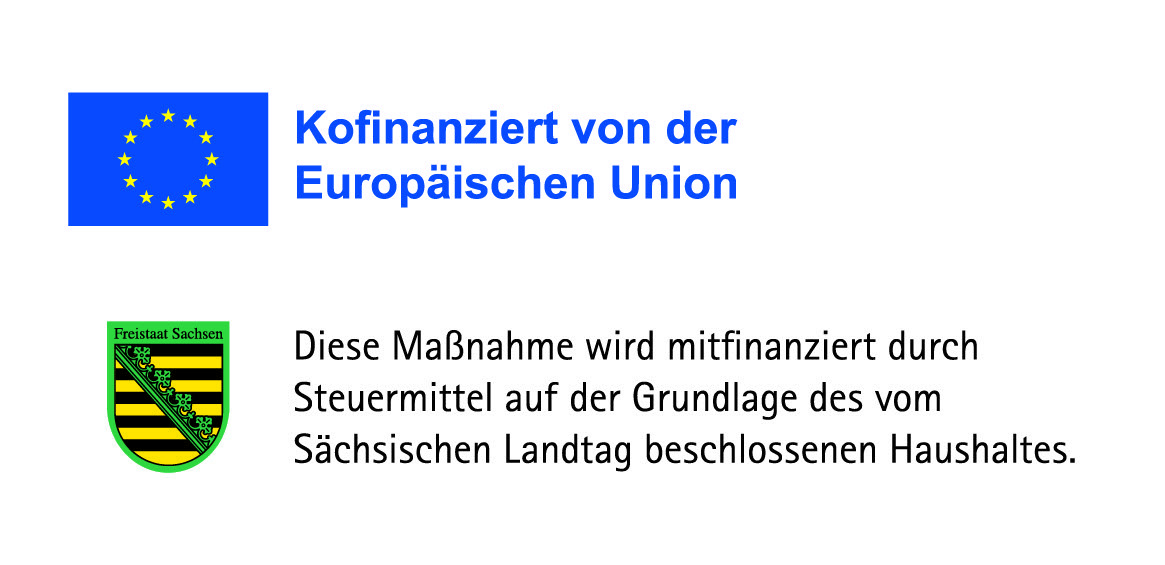 Kofinanziert von der
Europäischen Union
Freistaat Sachsen
Diese Maßnahme wird mitfinanziert durch
Steuermittel auf der Grundlage des vom
Sächsischen Landtag beschlossenen Haushaltes.